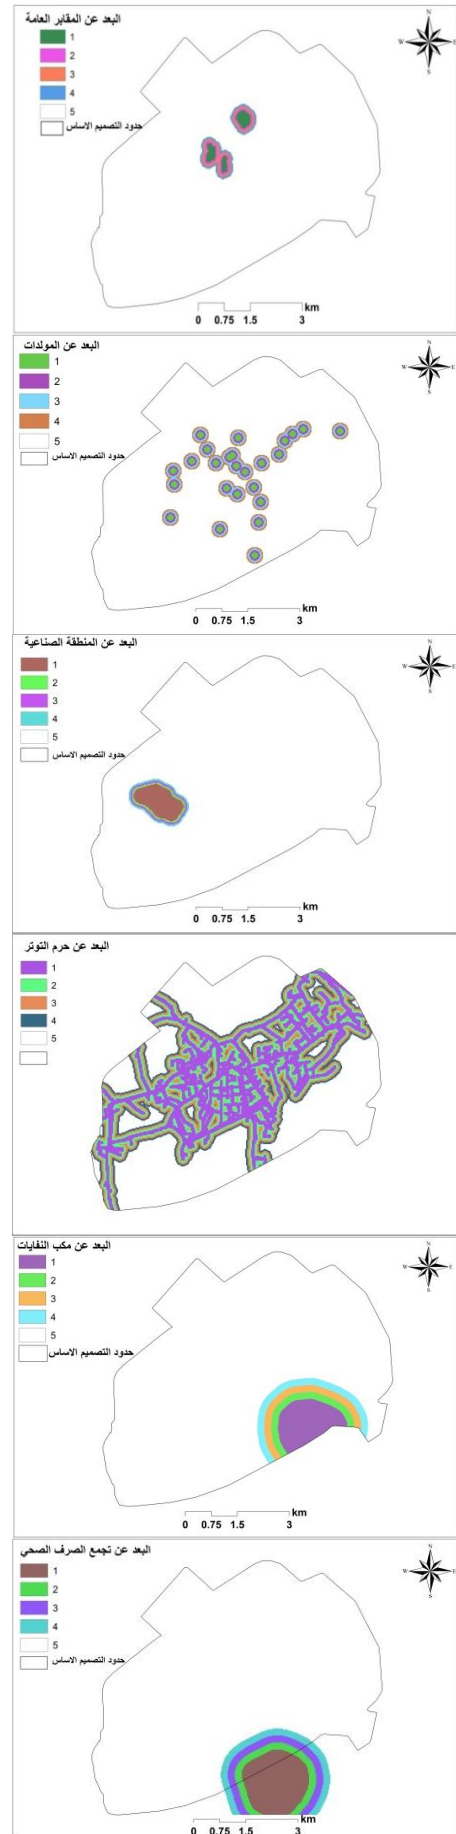 البعد عن المقابر العامة
N
W
E
S
1
2
3
4
5
حدود التصميم الاساس
km
0 0.75 1.5 3
البعد عن المولدات
N
W
E
S
1
2
3
4
5
حدود التصميم الاساس
km
0 0.75 1.5 3
البعد عن المنطقة الصناعية
N
W
E
S
1
2
3
4
5
حدود التصميم الاساس
km
0 0.75 1.5 3
البعد عن حرم التوتر
1
2
3
4
5
البعد عن مكب النفايات
N
W
E
S
1
2
3
4
5
حدود التصميم الاساس
km
0 0.75 1.5 3
البعد عن تجمع الصرف الصحي
N
W
E
S
1
2
3
4
5
حدود التصميم الاساس
km
0 0.75 1.5 3